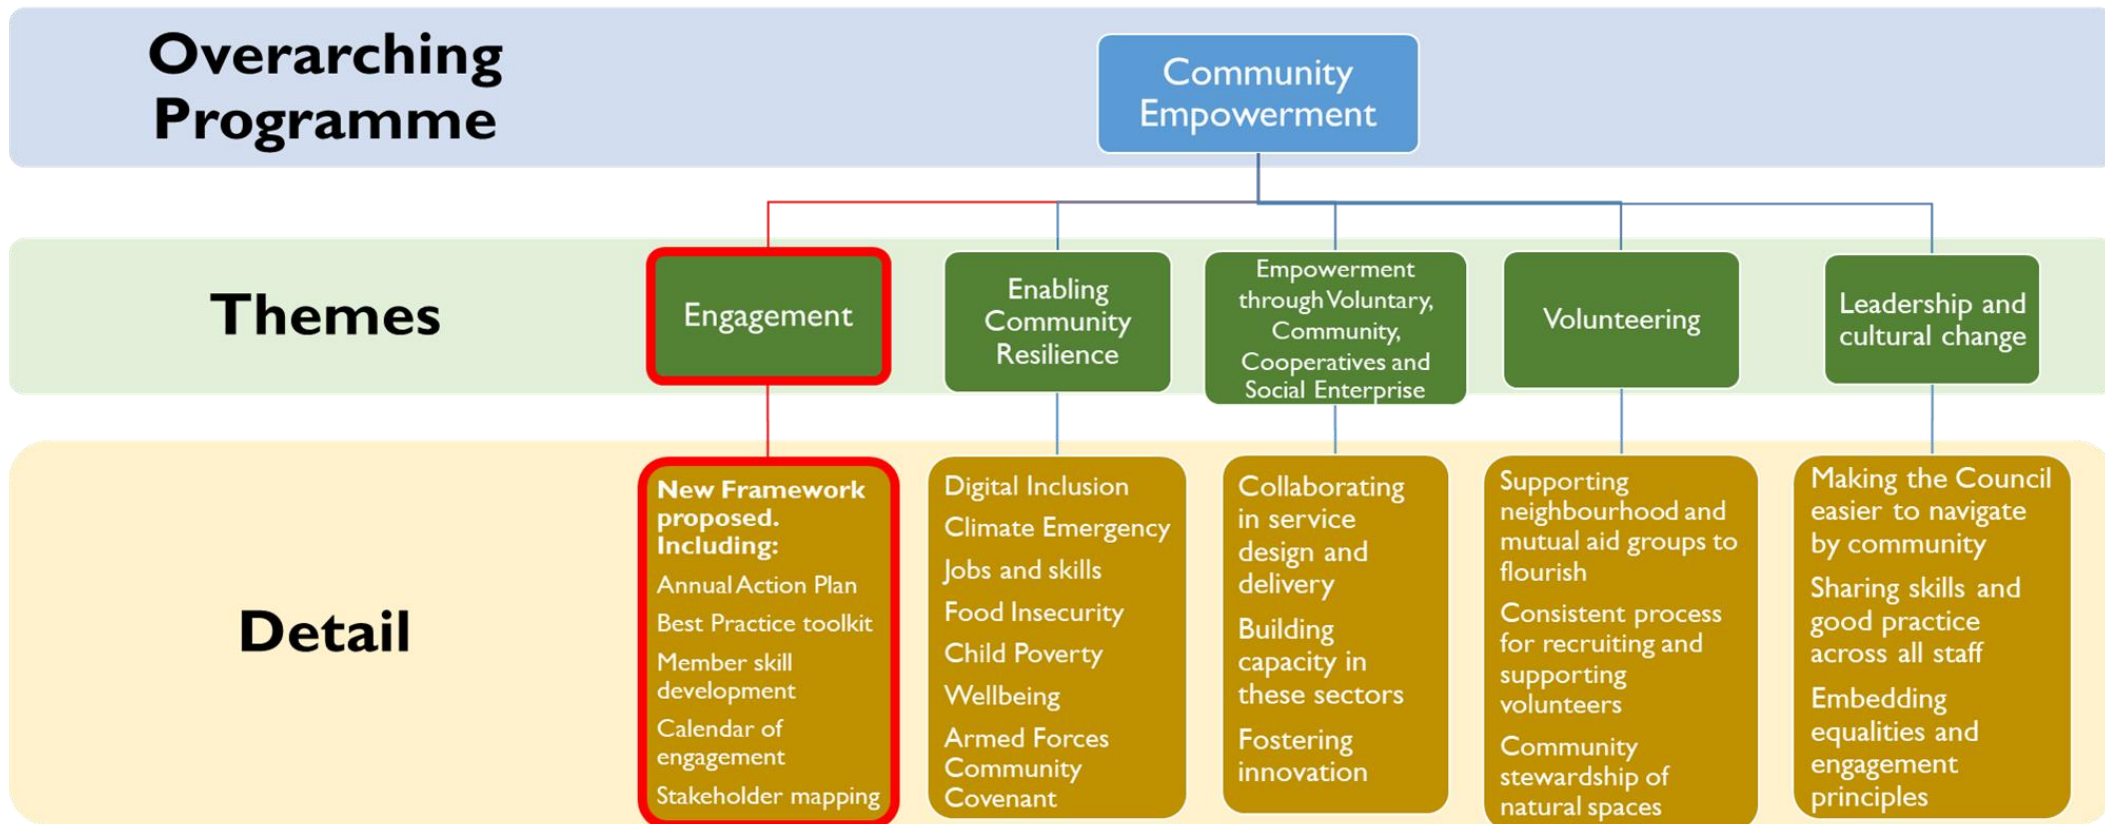 Overarching
Programme
Community
Empowerment
Themes
Engagement
Enabling
Community
Resilience
Empowerment
through Voluntary,
Community,
Cooperatives and
Social Enterprise
Volunteering
Leadership and
cultural change
Detail
New Framework
proposed.
Including:
Annual Action Plan
Best Practice toolkit
Member skill
development
Calendar of
engagement
Stakeholder mapping
Digital Inclusion
Climate Emergency
Jobs and skills
Food Insecurity
Child Poverty
Wellbeing
Armed Forces
Community
Covenant
Collaborating
in service
design and
delivery
Building
capacity in
these sectors
Fostering
innovation
Supporting
neighbourhood and
mutual aid groups to
flourish
Consistent process
for recruiting and
supporting
volunteers
Community
stewardship of
natural spaces
Making the Council
easier to navigate
by community
Sharing skills and
good practice
across all staff
Embedding
equalities and
engagement
principles